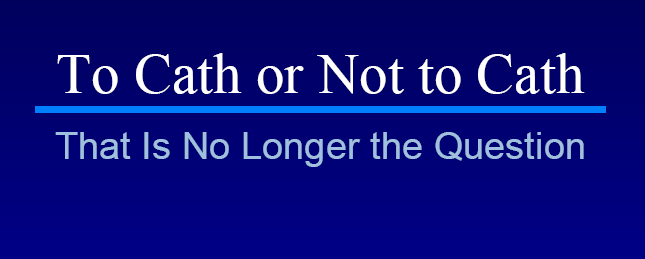 To Cath or Not to Cath
That Is No Longer the Question